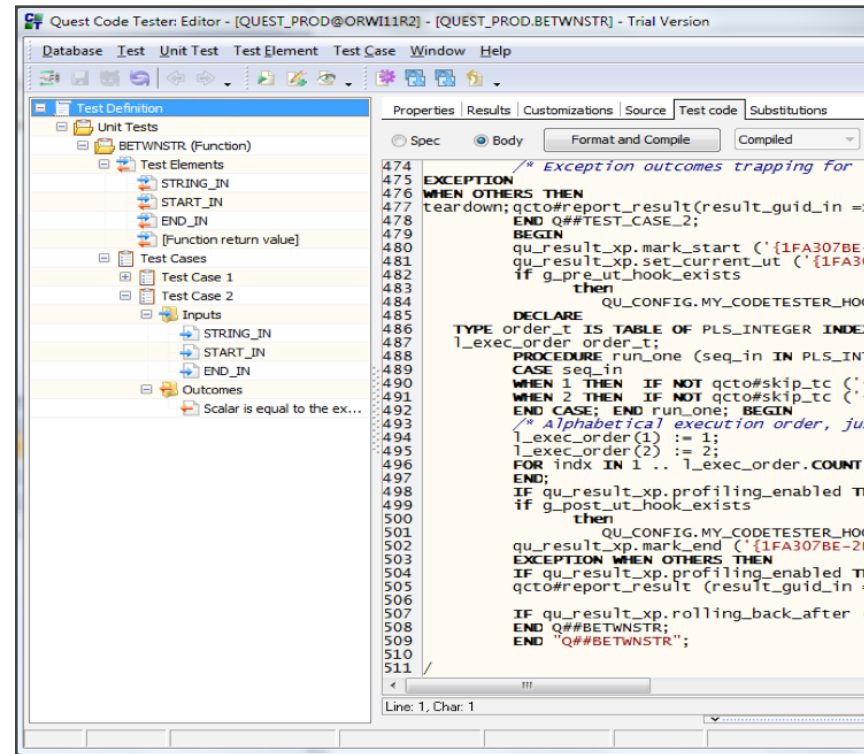 Quest Code Tester: Editor - [QUEST_PROD@ORWI11R2] - [QUEST_PROD.BETWNSTR] - Trial Version
Database Test Unit Test Test Element Test Case Window Help
Test Definition
Unit Tests
BETWNSTR (Function)
Test Elements
STRING_IN
START_IN
END_IN
[Function return value]
Test Cases
Test Case 1
Test Case 2
Inputs
STRING_IN
START_IN
END_IN
Outcomes
Scalar is equal to the ex...
Properties Results Customizations Source Test code Substitutions
Spec Body Format and Compile Compiled
474 /* Exception outcomes trapping for
475 EXCEPTION
476 WHEN OTHERS THEN
477 teardown;qcto#report_result(result_guid_in =
478 END Q##TEST_CASE_2;
479 BEGIN
480 qu_result_xp.mark_start ('{1FA307BE-
481 qu_result_xp.set_current_ut ('{1FA30
482 if g_pre_ut_hook_exists
483 then
484 QU_CONFIG.MY_CODETESTER_HOO
485 DECLARE
486 TYPE order_t IS TABLE OF PLS_INTEGER INDEX
487 l_exec_order order_t;
488 PROCEDURE run_one (seq_in IN PLS_INT
489 CASE seq_in
490 WHEN 1 THEN IF NOT qcto#skip_tc ('
491 WHEN 2 THEN IF NOT qcto#skip_tc ('
492 END CASE; END run_one; BEGIN
493 /* Alphabetical execution order, jus
494 l_exec_order(1) := 1;
495 l_exec_order(2) := 2;
496 FOR indx IN 1 .. l_exec_order.COUNT
497 END;
498 IF qu_result_xp.profiling_enabled T
499 if g_post_ut_hook_exists
500 then
501 QU_CONFIG.MY_CODETESTER_HOO
502 qu_result_xp.mark_end ('{1FA307BE-2
503 EXCEPTION WHEN OTHERS THEN
504 IF qu_result_xp.profiling_enabled T
505 qcto#report_result (result_guid_in =
506
507 IF qu_result_xp.rolling_back_after
508 END Q##BETWNSTR;
509 END "Q##BETWNSTR";
510
511 /
Line: 1, Char: 1